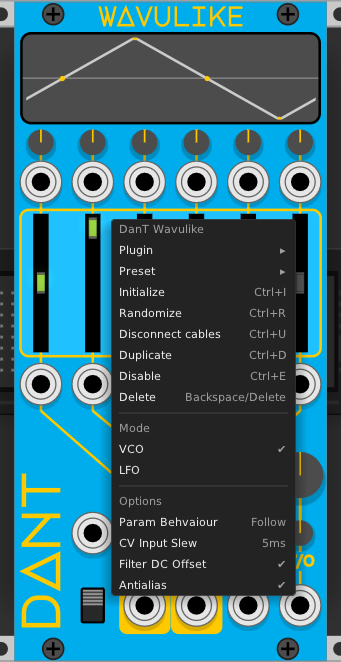 WAVULIKE
DanT Wavulike
Plugin ▸
Preset ▸
Initialize Ctrl+I
Randomize Ctrl+R
Disconnect cables Ctrl+U
Duplicate Ctrl+D
Disable Ctrl+E
Delete Backspace/Delete
Mode
VCO ✔
LFO
Options
Param Behvaiour Follow
CV Input Slew 5ms
Filter DC Offset ✔
Antialias ✔
DANT